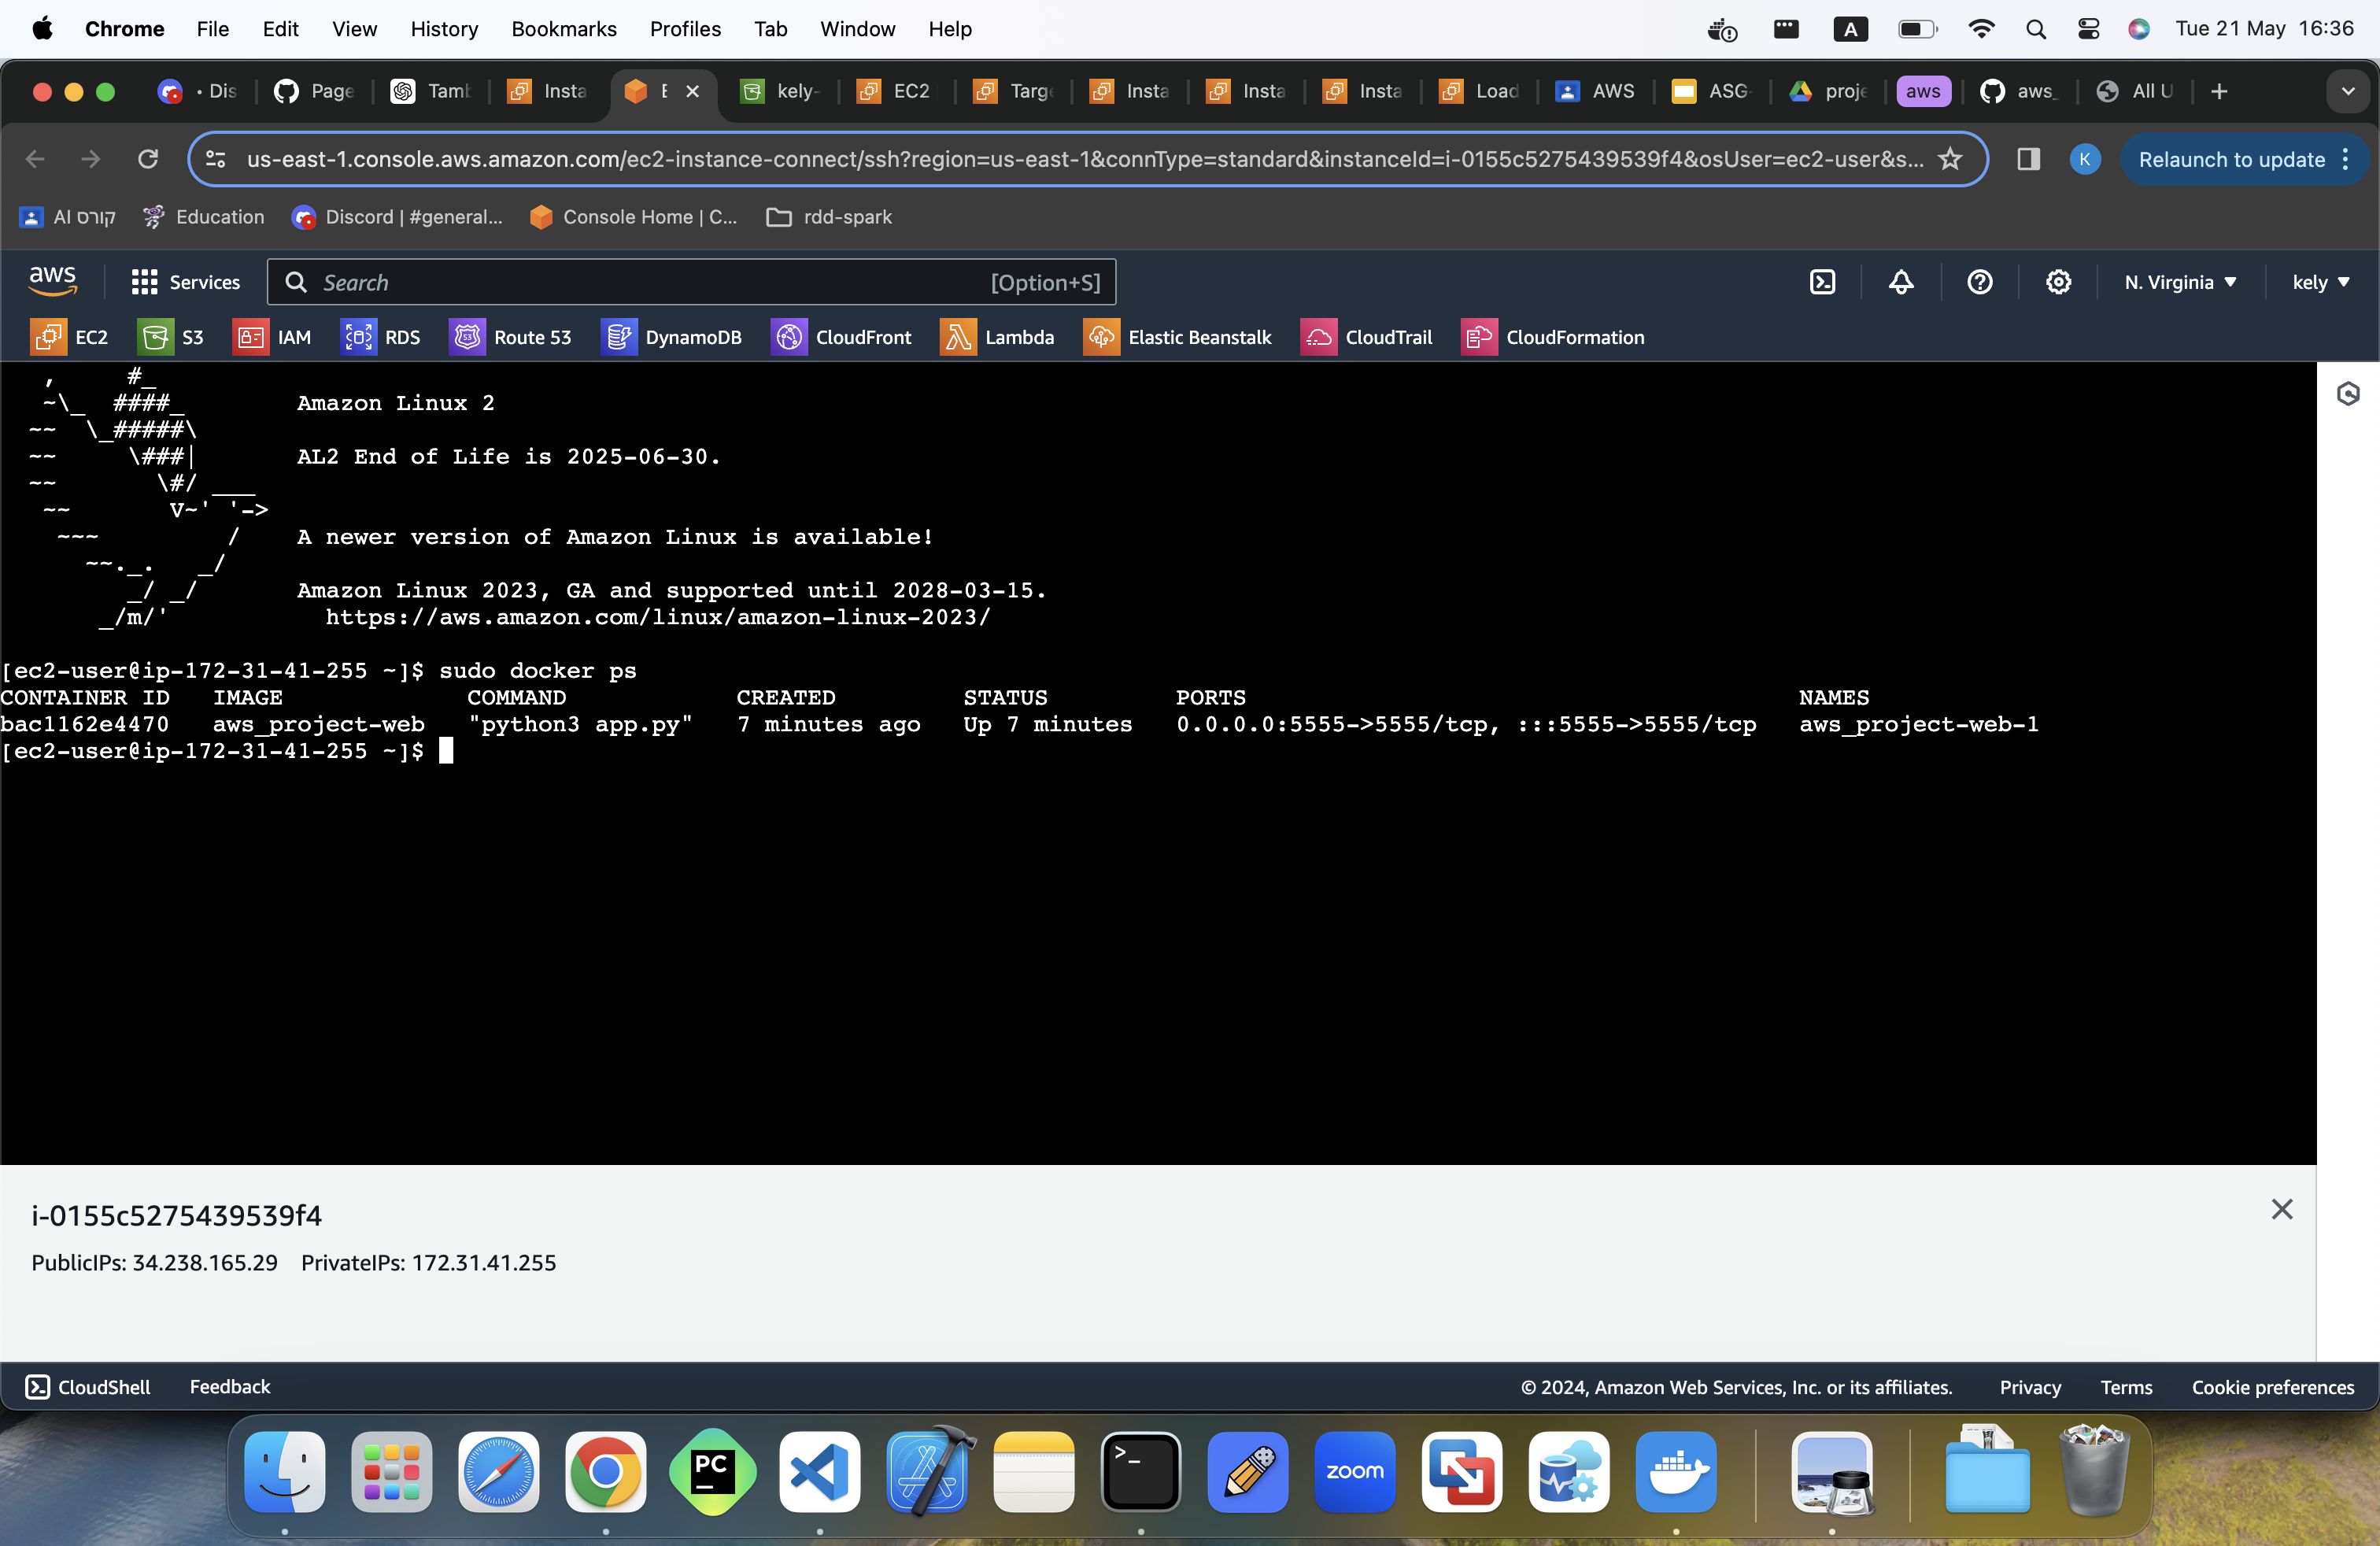 Chrome File Edit View History Bookmarks Profiles Tab Window Help A Tue 21 May 16:36
• Dis Page Tamb Insta E kely- EC2 Targe Insta Insta Insta Load AWS ASG- proje aws aws_ All U
us-east-1.console.aws.amazon.com/ec2-instance-connect/ssh?region=us-east-1&connType=standard&instanceId=i-0155c5275439539f4&osUser=ec2-user&s... K Relaunch to update
קורס AI Education Discord | #general... Console Home | C... rdd-spark
aws Services Search [Option+S] N. Virginia ▼ kely ▼
EC2 S3 IAM RDS Route 53 DynamoDB CloudFront Lambda Elastic Beanstalk CloudTrail CloudFormation
   ,     #_
   ~\_  ####_        Amazon Linux 2
  ~~  \_#####\
  ~~     \###|       AL2 End of Life is 2025-06-30.
  ~~       \#/ ___
   ~~       V~' '->
    ~~~         /    A newer version of Amazon Linux is available!
      ~~._.   _/
         _/ _/       Amazon Linux 2023, GA and supported until 2028-03-15.
       _/m/'           https://aws.amazon.com/linux/amazon-linux-2023/
[ec2-user@ip-172-31-41-255 ~]$ sudo docker ps
CONTAINER ID   IMAGE             COMMAND            CREATED         STATUS         PORTS                                       NAMES
bac1162e4470   aws_project-web   "python3 app.py"   7 minutes ago   Up 7 minutes   0.0.0.0:5555->5555/tcp, :::5555->5555/tcp   aws_project-web-1
[ec2-user@ip-172-31-41-255 ~]$
i-0155c5275439539f4
PublicIPs: 34.238.165.29 PrivateIPs: 172.31.41.255
CloudShell Feedback © 2024, Amazon Web Services, Inc. or its affiliates. Privacy Terms Cookie preferences
PC zoom